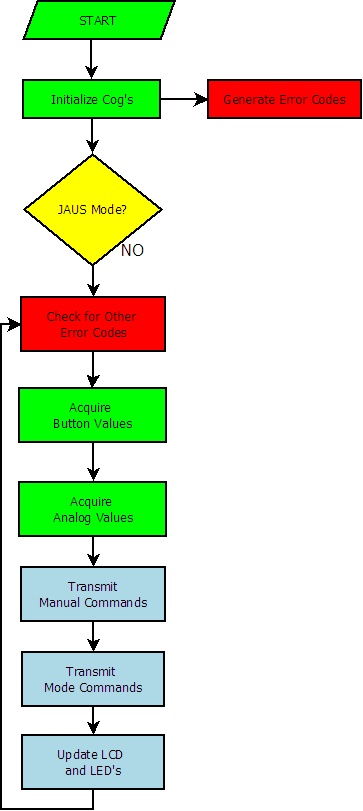 START
Initialize Cog's
Generate Error Codes
JAUS Mode?
NO
Check for Other
Error Codes
Acquire
Button Values
Acquire
Analog Values
Transmit
Manual Commands
Transmit
Mode Commands
Update LCD
and LED's